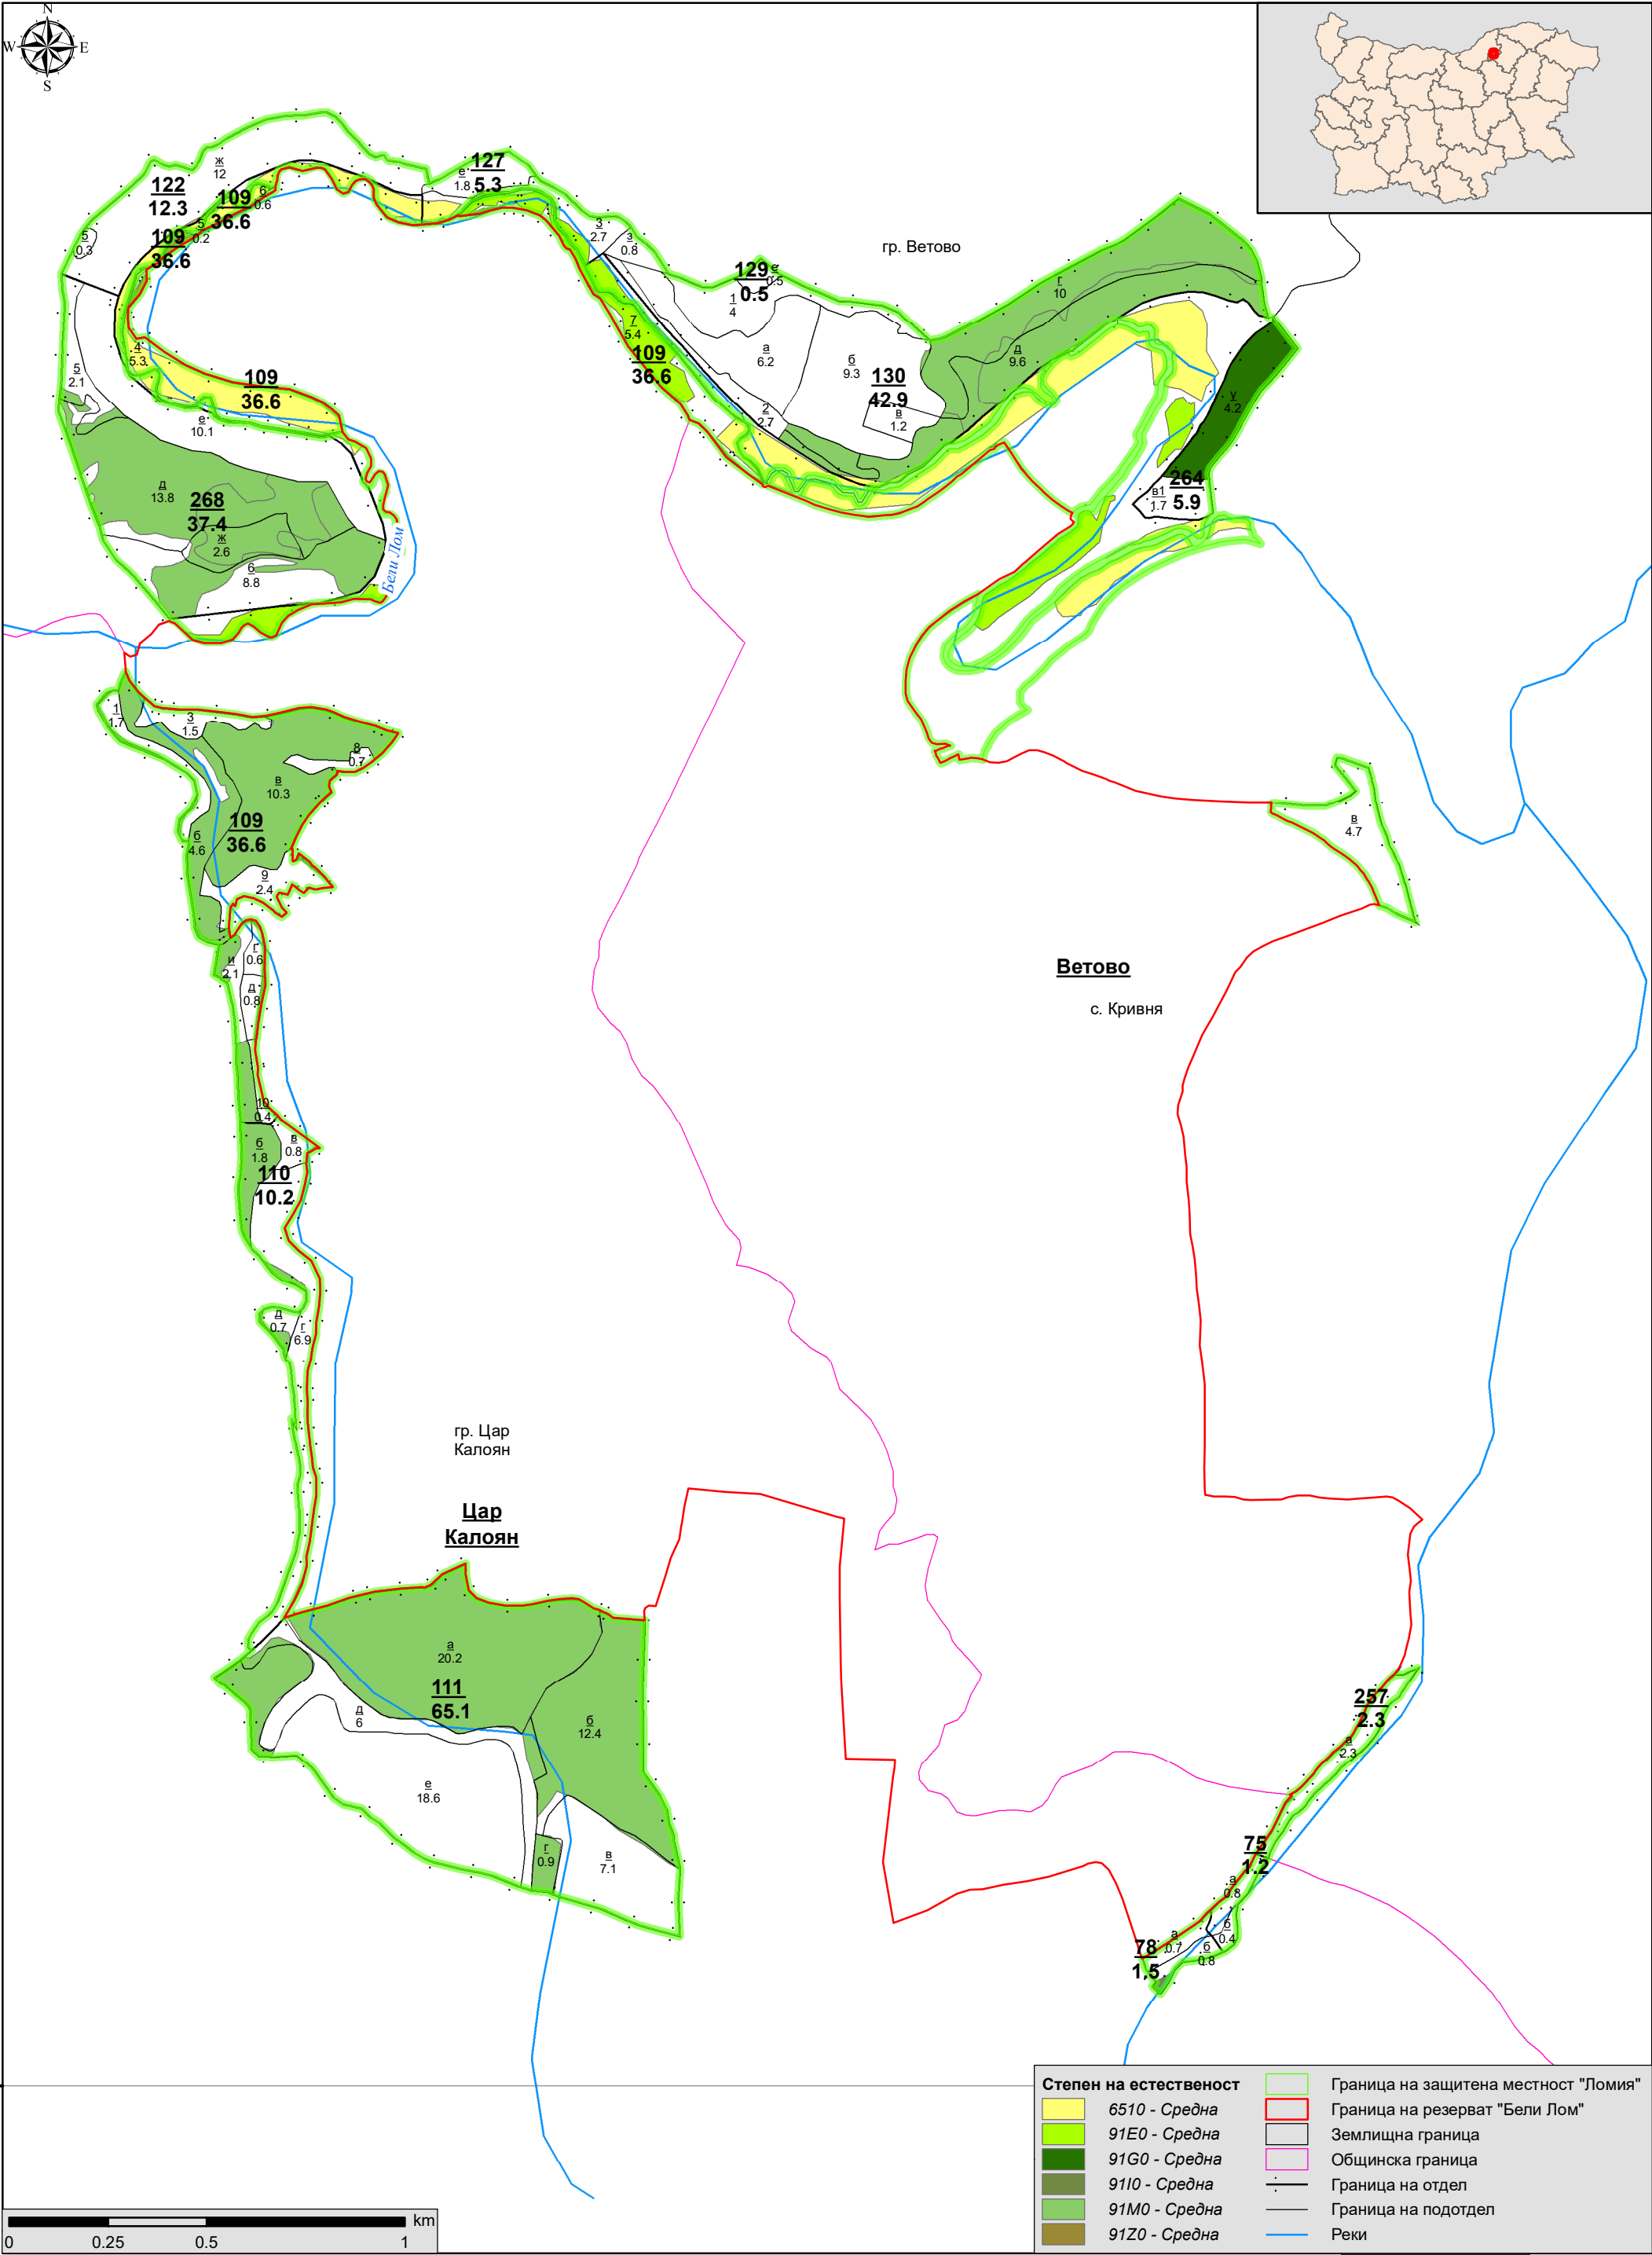 N
W E
S
ж
12
127
5.3
е
1.8
122
12.3
109
36.6
6
0.6
5
0.2
109
36.6
5
0.3
3
2.7
з
0.8
гр. Ветово
129
0.5
0.5
1
4
г
10
7
5.4
109
36.6
а
6.2
б
9.3
130
42.9
в
1.2
д
9.6
2
2.7
у
4.2
264
5.9
в1
1.7
4
5.3
5
2.1
109
36.6
е
10.1
д
13.8
268
37.4
ж
2.6
б
8.8
Бели Лом
1
1.7
3
1.5
8
0.7
в
10.3
109
36.6
б
4.6
9
2.4
в
4.7
и
2.1
г
0.6
д
0.8
Ветово
с. Кривня
10
0.4
б
1.8
в
0.8
110
10.2
д
0.7
г
6.9
гр. Цар
Калоян
Цар
Калоян
а
20.2
111
65.1
д
6
б
12.4
е
18.6
г
0.9
в
7.1
257
2.3
а
2.3
75
1.2
а
0.8
б
0.4
78
1.5
а
0.7
б
0.8
Степен на естественост
6510 - Средна
91E0 - Средна
91G0 - Средна
91I0 - Средна
91M0 - Средна
91Z0 - Средна
Граница на защитена местност "Ломия"
Граница на резерват "Бели Лом"
Землищна граница
Общинска граница
Граница на отдел
Граница на подотдел
Реки
km
0 0.25 0.5 1